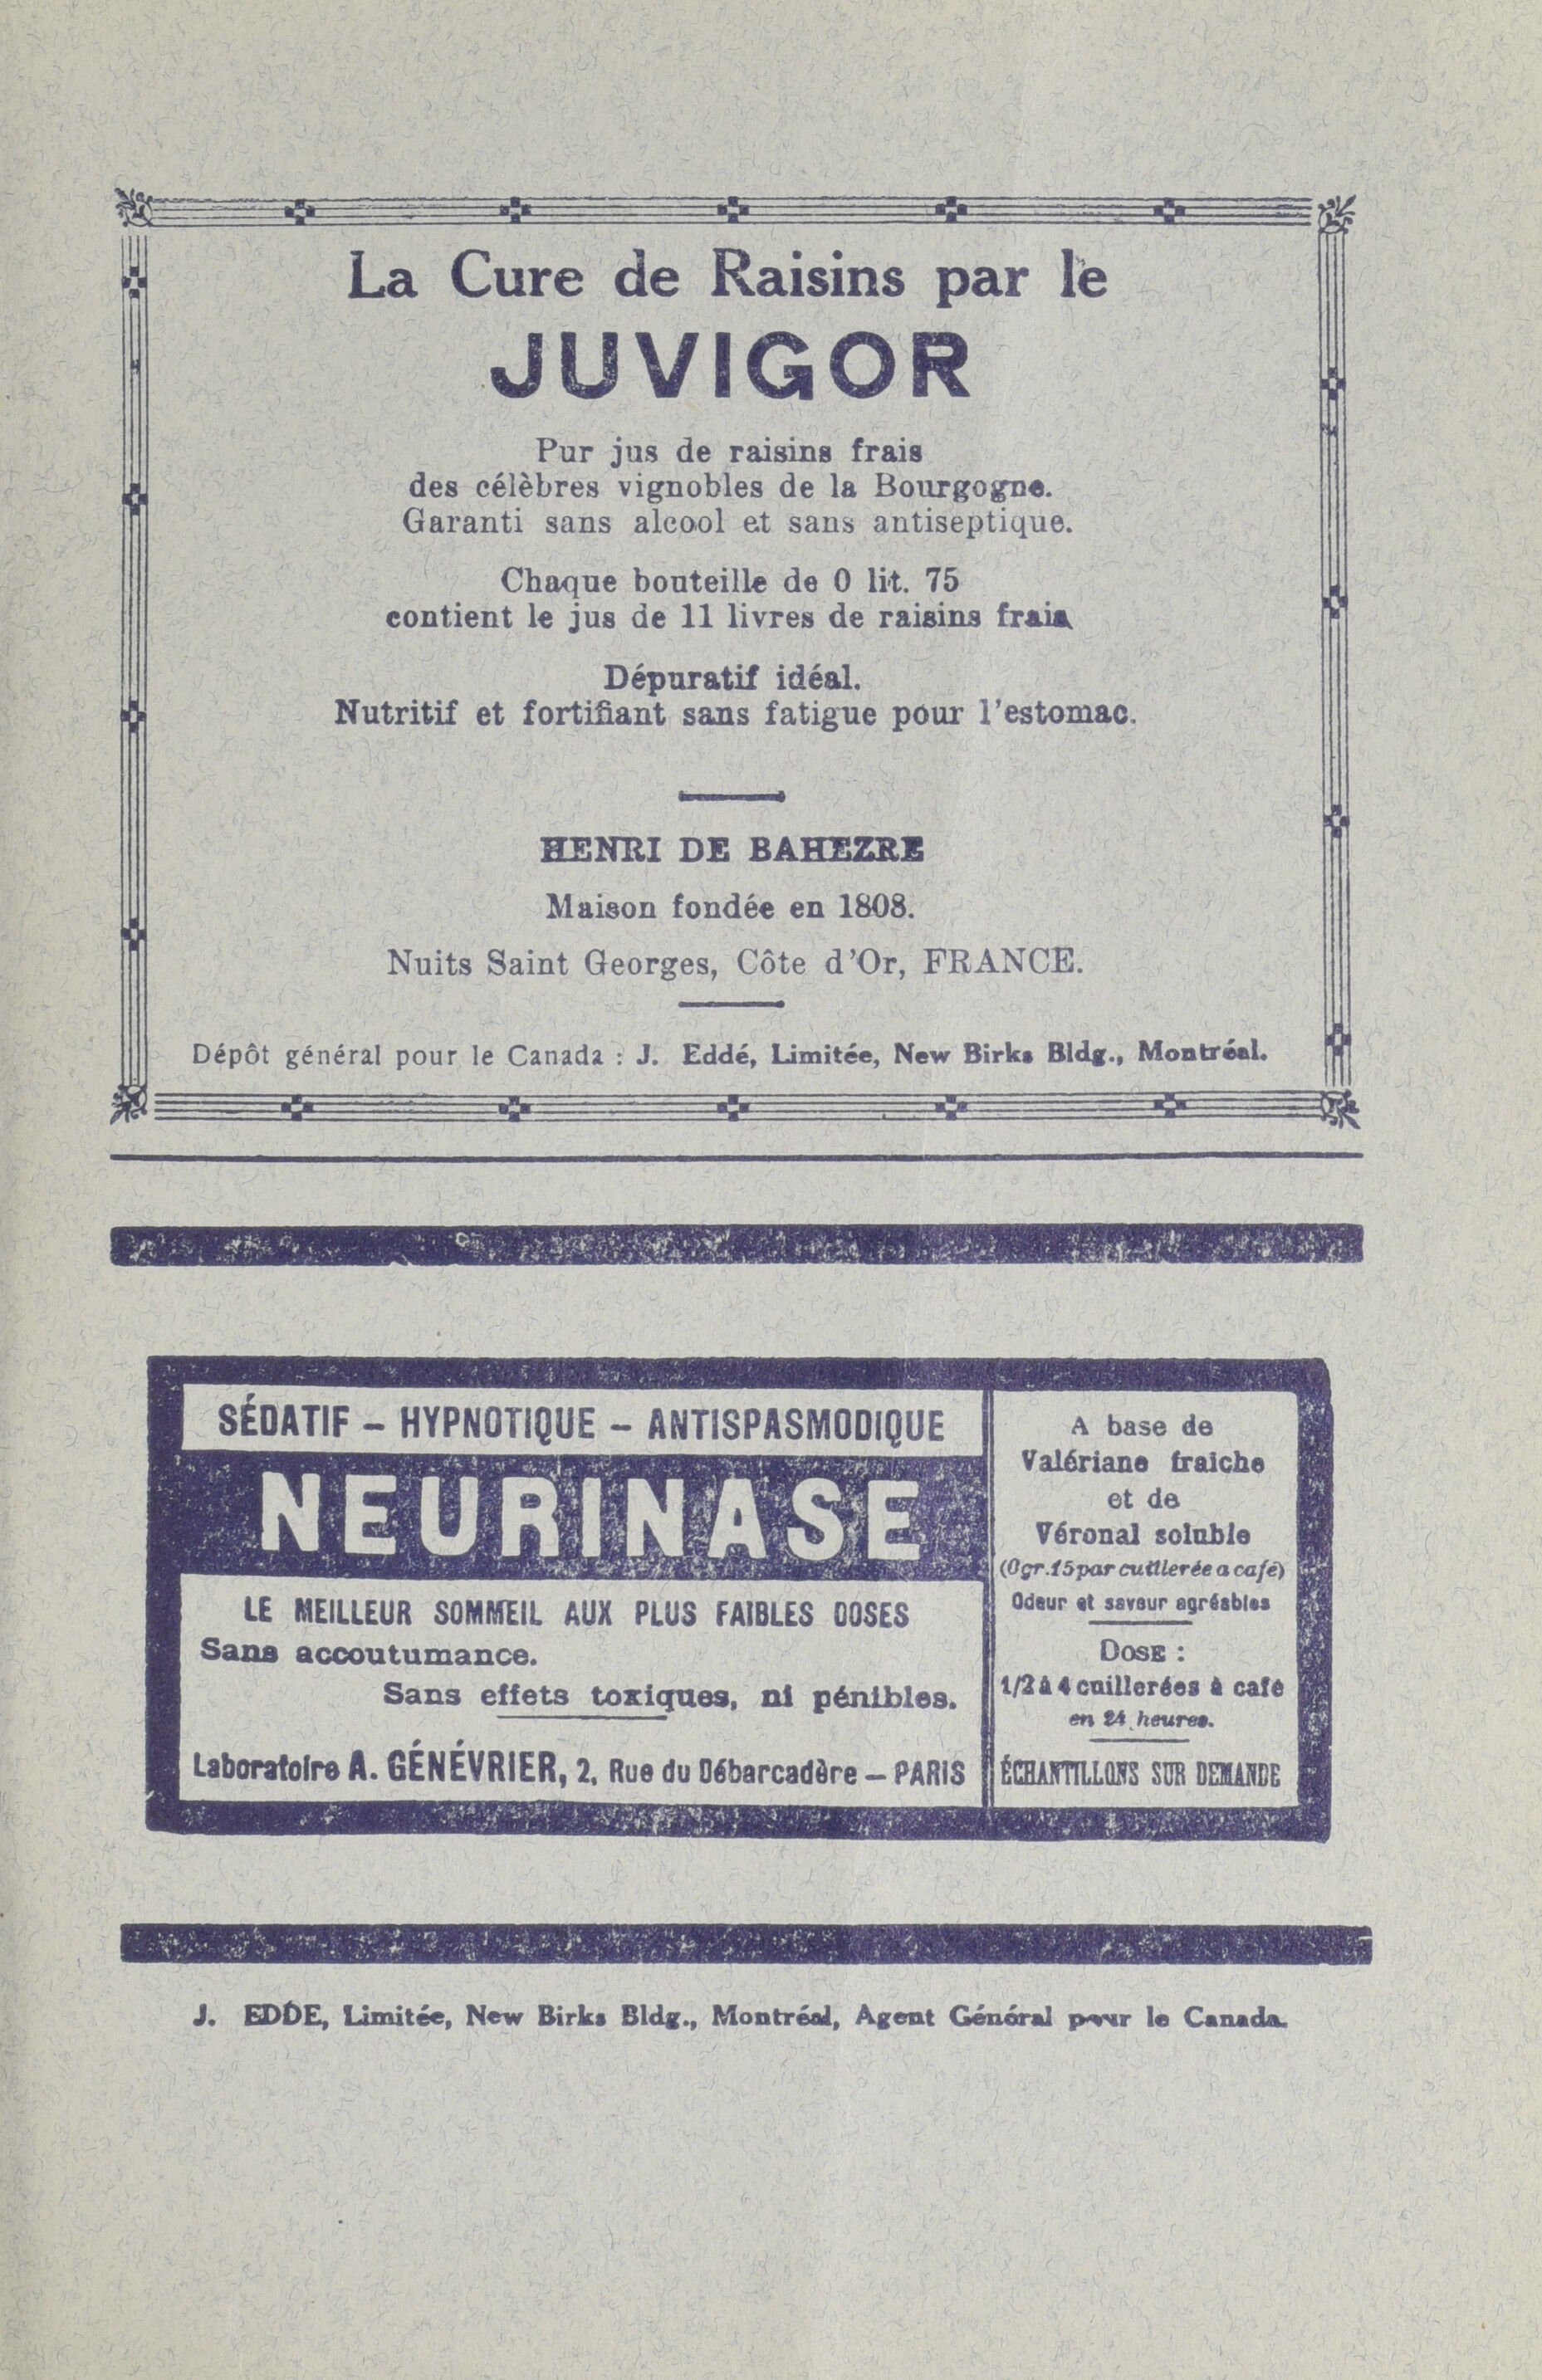 La Cure de Raisins par le
JUVIGOR
Pur jus de raisins frais
des célèbres vignobles de la Bourgogne.
Garanti sans alcool et sans antiseptique.
Chaque bouteille de 0 lit. 75
contient le jus de 11 livres de raisins frais
Dépuratif idéal.
Nutritif et fortifiant sans fatigue pour l'estomac.
HENRI DE BAHEZRE
Maison fondée en 1808.
Nuits Saint Georges, Côte d'Or, FRANCE.
Dépôt général pour le Canada : J. Eddé, Limitée, New Birks Bldg., Montréal.
SÉDATIF – HYPNOTIQUE – ANTISPASMODIQUE
NEURINASE
LE MEILLEUR SOMMEIL AUX PLUS FAIBLES DOSES
Sans accoutumance.
Sans effets toxiques, ni pénibles.
Laboratoire A. GÉNÉVRIER, 2, Rue du Débarcadère – PARIS
A base de
Valériane fraiche
et de
Véronal soluble
(0gr.15 par cuillerée a café)
Odeur et saveur agréables
DOSE :
1/2 à 4 cuillerées à café
en 24 heures.
ÉCHANTILLONS SUR DEMANDE
J. EDDÉ, Limitée, New Birks Bldg., Montréal, Agent Général pour le Canada.